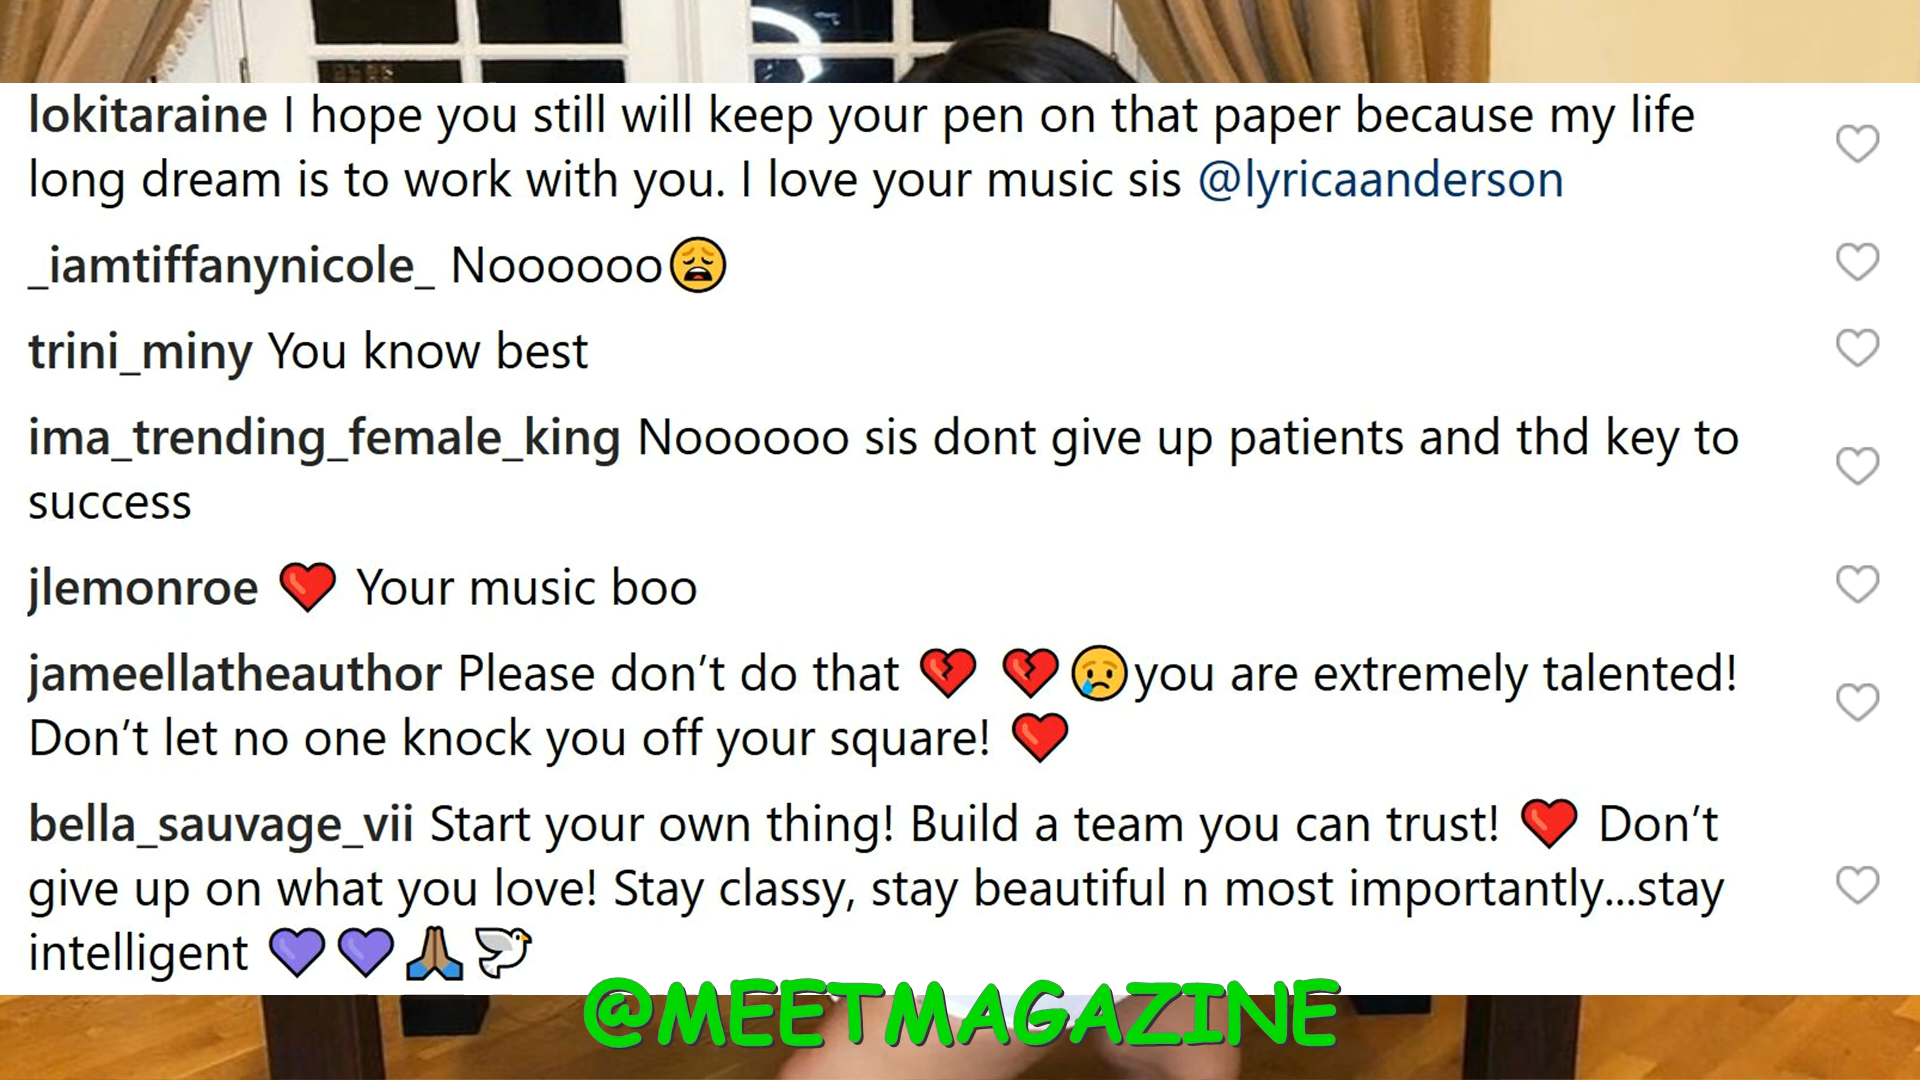 lokitaraine I hope you still will keep your pen on that paper because my life
long dream is to work with you. I love your music sis @lyricaanderson
_iamtiffanynicole_ Noooooo😩
trini_miny You know best
ima_trending_female_king Noooooo sis dont give up patients and thd key to
success
jlemonroe ❤️ Your music boo
jameellatheauthor Please don’t do that 💔 💔😢you are extremely talented!
Don’t let no one knock you off your square! ❤️
bella_sauvage_vii Start your own thing! Build a team you can trust! ❤️ Don’t
give up on what you love! Stay classy, stay beautiful n most importantly...stay
intelligent 💜💜🙏🏽🕊️
@MEETMAGAZINE